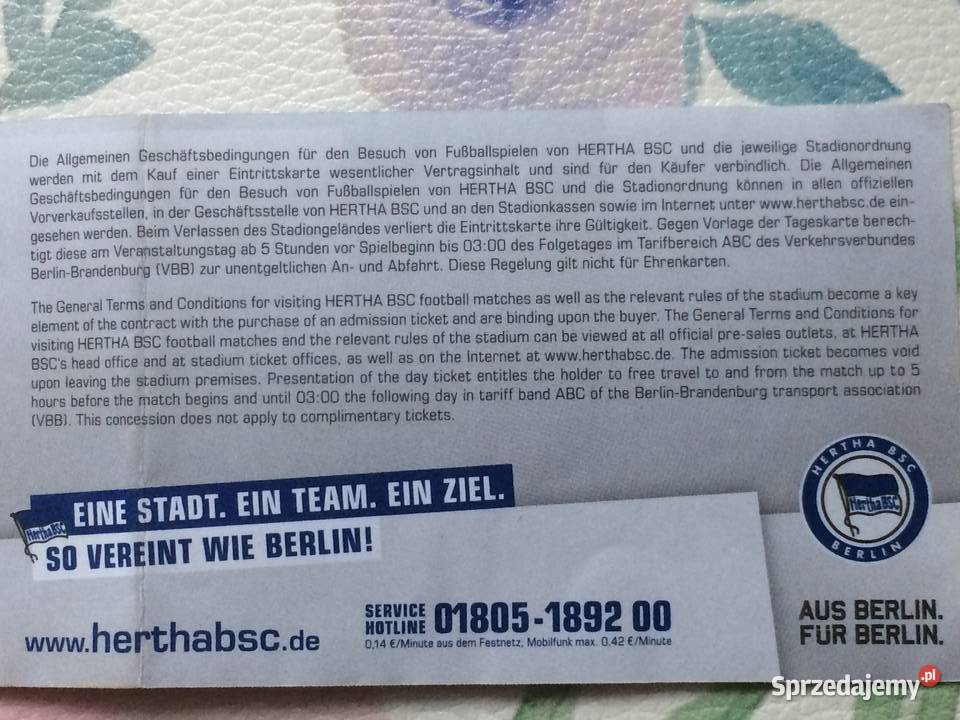 Die Allgemeinen Geschäftsbedingungen für den Besuch von Fußballspielen von HERTHA BSC und die jeweilige Stadionordnung
werden mit dem Kauf einer Eintrittskarte wesentlicher Vertragsinhalt und sind für den Käufer verbindlich. Die Allgemeinen
Geschäftsbedingungen für den Besuch von Fußballspielen von HERTHA BSC und die Stadionordnung können in allen offiziellen
Vorverkaufsstellen, in der Geschäftsstelle von HERTHA BSC und an den Stadionkassen sowie im Internet unter www.herthabsc.de ein-
gesehen werden. Beim Verlassen des Stadiongeländes verliert die Eintrittskarte ihre Gültigkeit. Gegen Vorlage der Tageskarte berech-
tigt diese am Veranstaltungstag ab 5 Stunden vor Spielbeginn bis 03:00 des Folgetages im Tarifbereich ABC des Verkehrsverbundes
Berlin-Brandenburg (VBB) zur unentgeltlichen An- und Abfahrt. Diese Regelung gilt nicht für Ehrenkarten.
The General Terms and Conditions for visiting HERTHA BSC football matches as well as the relevant rules of the stadium become a key
element of the contract with the purchase of an admission ticket and are binding upon the buyer. The General Terms and Conditions for
visiting HERTHA BSC football matches and the relevant rules of the stadium can be viewed at all official pre-sales outlets, at HERTHA
BSC's head office and at stadium ticket offices, as well as on the Internet at www.herthabsc.de. The admission ticket becomes void
upon leaving the stadium premises. Presentation of the day ticket entitles the holder to free travel to and from the match up to 5
hours before the match begins and until 03:00 the following day in tariff band ABC of the Berlin-Brandenburg transport association
(VBB). This concession does not apply to complimentary tickets.
HERTHA BSC
Hertha BSC
BERLIN
Hertha BSC
EINE STADT. EIN TEAM. EIN ZIEL.
SO VEREINT WIE BERLIN!
www.herthabsc.de
SERVICE
HOTLINE 01805-1892 00
0,14 €/Minute aus dem Festnetz, Mobilfunk max. 0,42 €/Minute
AUS BERLIN.
FÜR BERLIN.
Sprzedajemy.pl